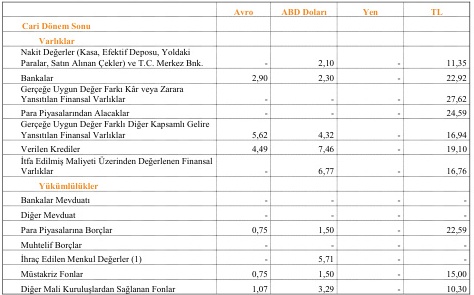 Avro ABD Doları Yen TL
Cari Dönem Sonu
Varlıklar
Nakit Değerler (Kasa, Efektif Deposu, Yoldaki
Paralar, Satın Alınan Çekler) ve T.C. Merkez Bnk. - 2,10 - 11,35
Bankalar 2,90 2,30 - 22,92
Gerçeğe Uygun Değer Farkı Kâr veya Zarara
Yansıtılan Finansal Varlıklar - - - 27,62
Para Piyasalarından Alacaklar - - - 24,59
Gerçeğe Uygun Değer Farklı Diğer Kapsamlı Gelire
Yansıtılan Finansal Varlıklar 5,62 4,32 - 16,94
Verilen Krediler 4,49 7,46 - 19,10
İtfa Edilmiş Maliyeti Üzerinden Değerlenen Finansal
Varlıklar - 6,77 - 16,76
Yükümlülükler
Bankalar Mevduatı - - - -
Diğer Mevduat - - - -
Para Piyasalarına Borçlar 0,75 1,50 - 22,59
Muhtelif Borçlar - - - -
İhraç Edilen Menkul Değerler (1) - 5,71 - -
Müstakriz Fonlar 0,75 1,50 - 15,00
Diğer Mali Kuruluşlardan Sağlanan Fonlar 1,07 3,29 - 10,30